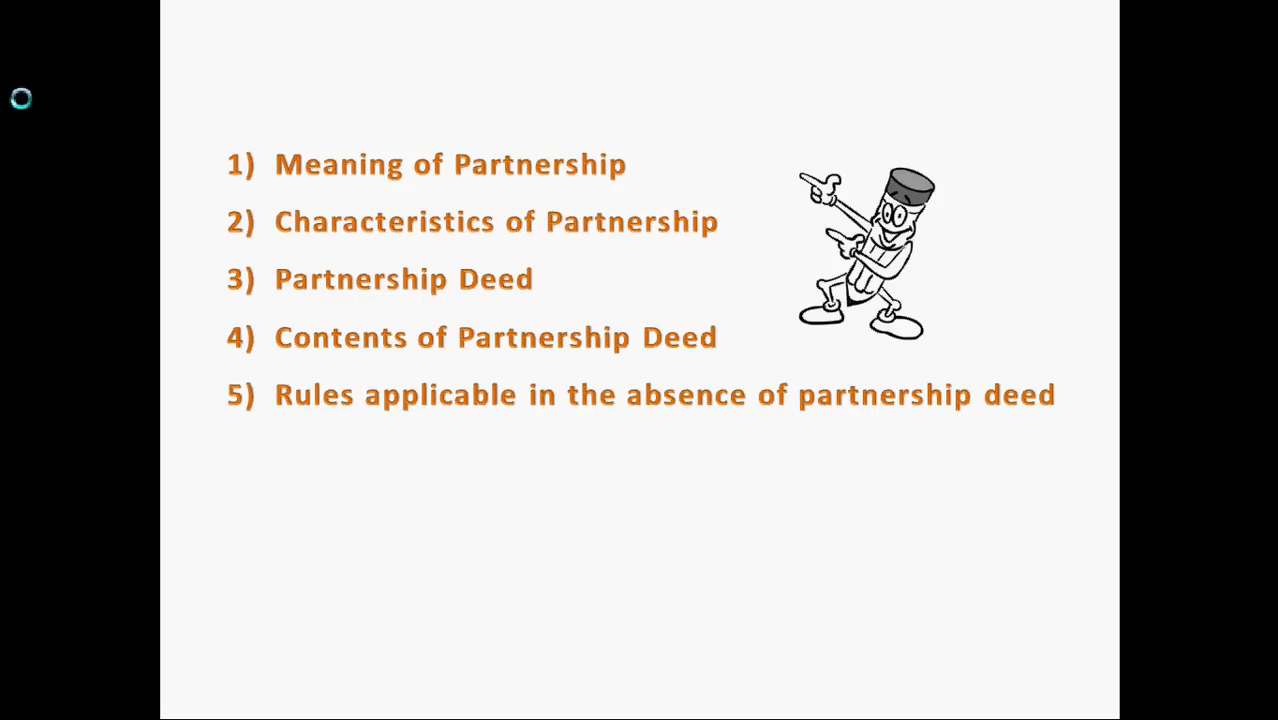 1) Meaning of Partnership
2) Characteristics of Partnership
3) Partnership Deed
4) Contents of Partnership Deed
5) Rules applicable in the absence of partnership deed